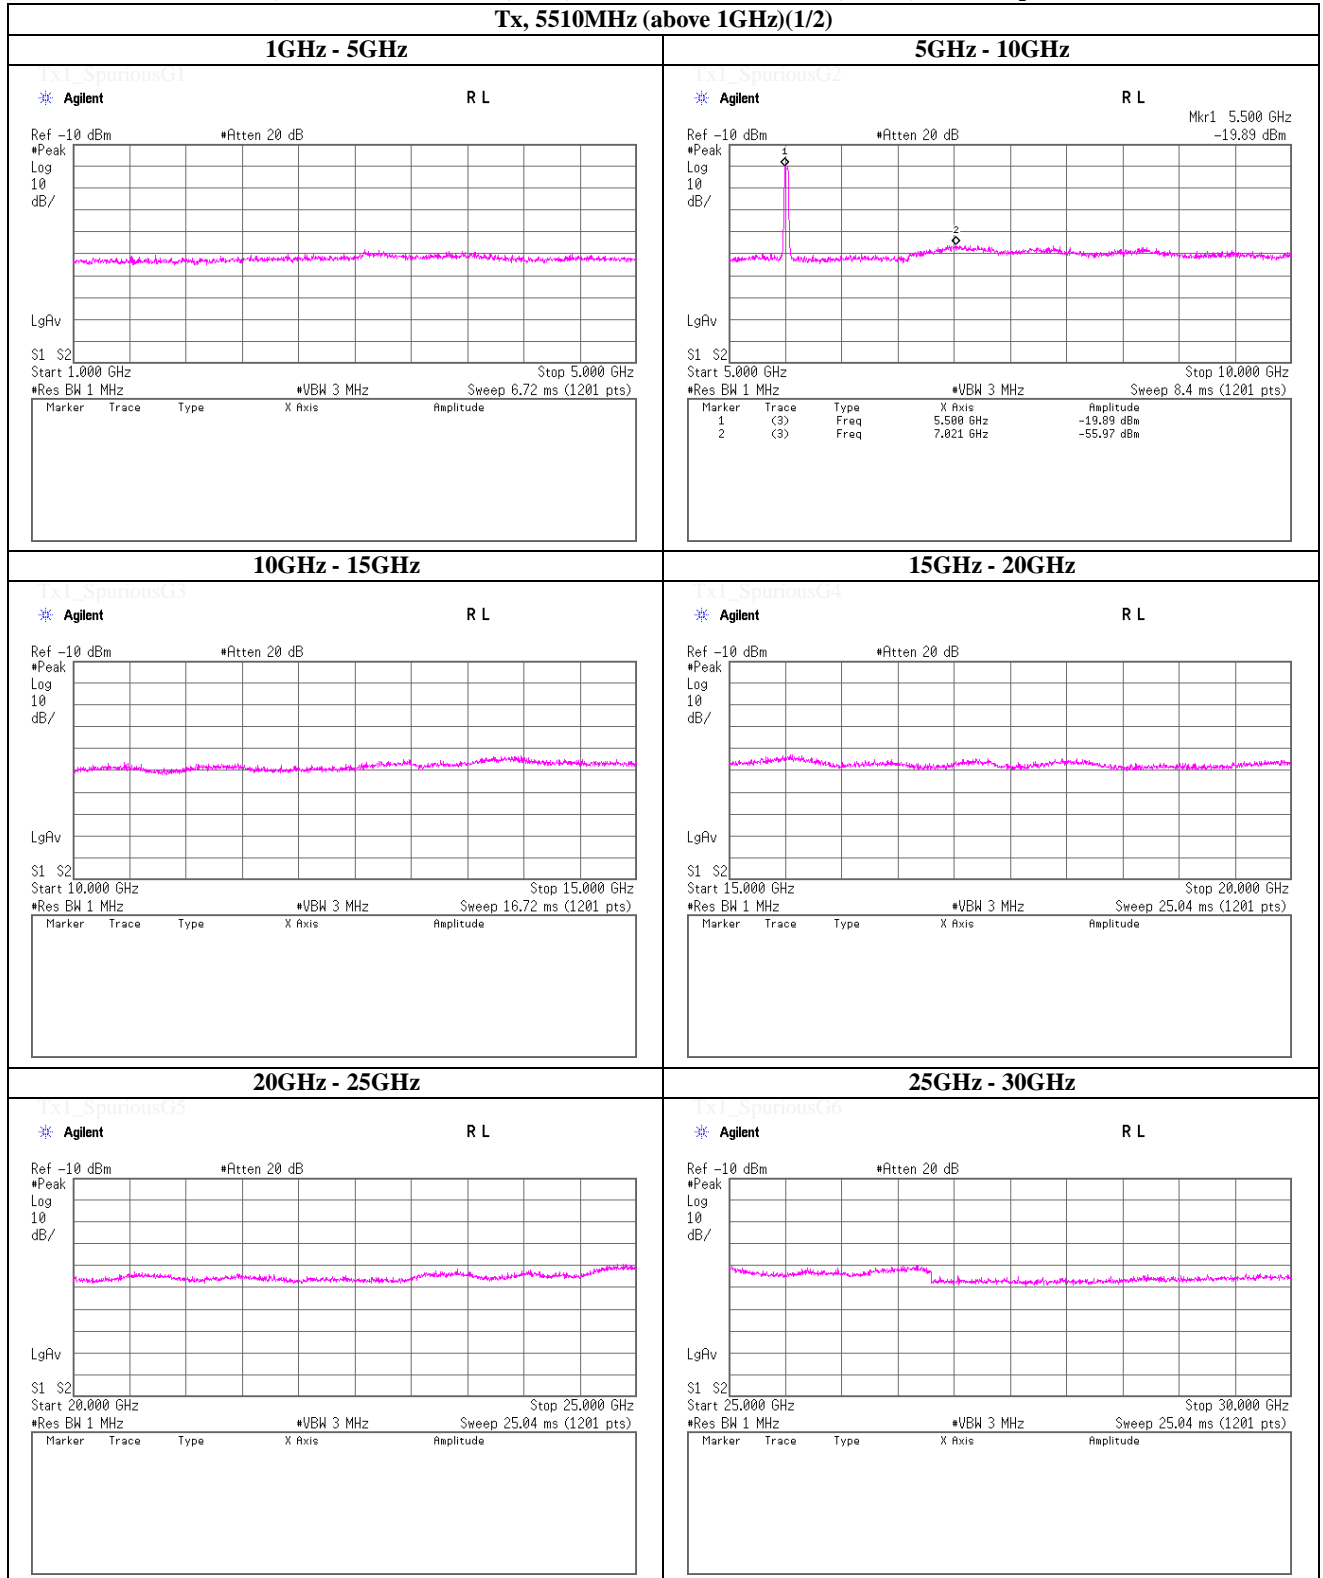 Tx, 5510MHz (above 1GHz)(1/2)
1GHz - 5GHz
5GHz - 10GHz
Tx1_SpuriousG1
Agilent
R L
Ref -10 dBm
#Atten 20 dB
#Peak
Log
10
dB/
LgAv
S1 S2
Start 1.000 GHz
Stop 5.000 GHz
#Res BW 1 MHz
#VBW 3 MHz
Sweep 6.72 ms (1201 pts)
Marker Trace Type X Axis Amplitude
Tx1_SpuriousG2
Agilent
R L
Mkr1 5.500 GHz
Ref -10 dBm
#Atten 20 dB
-19.89 dBm
#Peak
1
Log
10
dB/
2
LgAv
S1 S2
Start 5.000 GHz
Stop 10.000 GHz
#Res BW 1 MHz
#VBW 3 MHz
Sweep 8.4 ms (1201 pts)
Marker Trace Type X Axis Amplitude
1 (3) Freq 5.500 GHz -19.89 dBm
2 (3) Freq 7.021 GHz -55.97 dBm
10GHz - 15GHz
15GHz - 20GHz
Tx1_SpuriousG3
Agilent
R L
Ref -10 dBm
#Atten 20 dB
#Peak
Log
10
dB/
LgAv
S1 S2
Start 10.000 GHz
Stop 15.000 GHz
#Res BW 1 MHz
#VBW 3 MHz
Sweep 16.72 ms (1201 pts)
Marker Trace Type X Axis Amplitude
Tx1_SpuriousG4
Agilent
R L
Ref -10 dBm
#Atten 20 dB
#Peak
Log
10
dB/
LgAv
S1 S2
Start 15.000 GHz
Stop 20.000 GHz
#Res BW 1 MHz
#VBW 3 MHz
Sweep 25.04 ms (1201 pts)
Marker Trace Type X Axis Amplitude
20GHz - 25GHz
25GHz - 30GHz
Tx1_SpuriousG5
Agilent
R L
Ref -10 dBm
#Atten 20 dB
#Peak
Log
10
dB/
LgAv
S1 S2
Start 20.000 GHz
Stop 25.000 GHz
#Res BW 1 MHz
#VBW 3 MHz
Sweep 25.04 ms (1201 pts)
Marker Trace Type X Axis Amplitude
Tx1_SpuriousG6
Agilent
R L
Ref -10 dBm
#Atten 20 dB
#Peak
Log
10
dB/
LgAv
S1 S2
Start 25.000 GHz
Stop 30.000 GHz
#Res BW 1 MHz
#VBW 3 MHz
Sweep 25.04 ms (1201 pts)
Marker Trace Type X Axis Amplitude